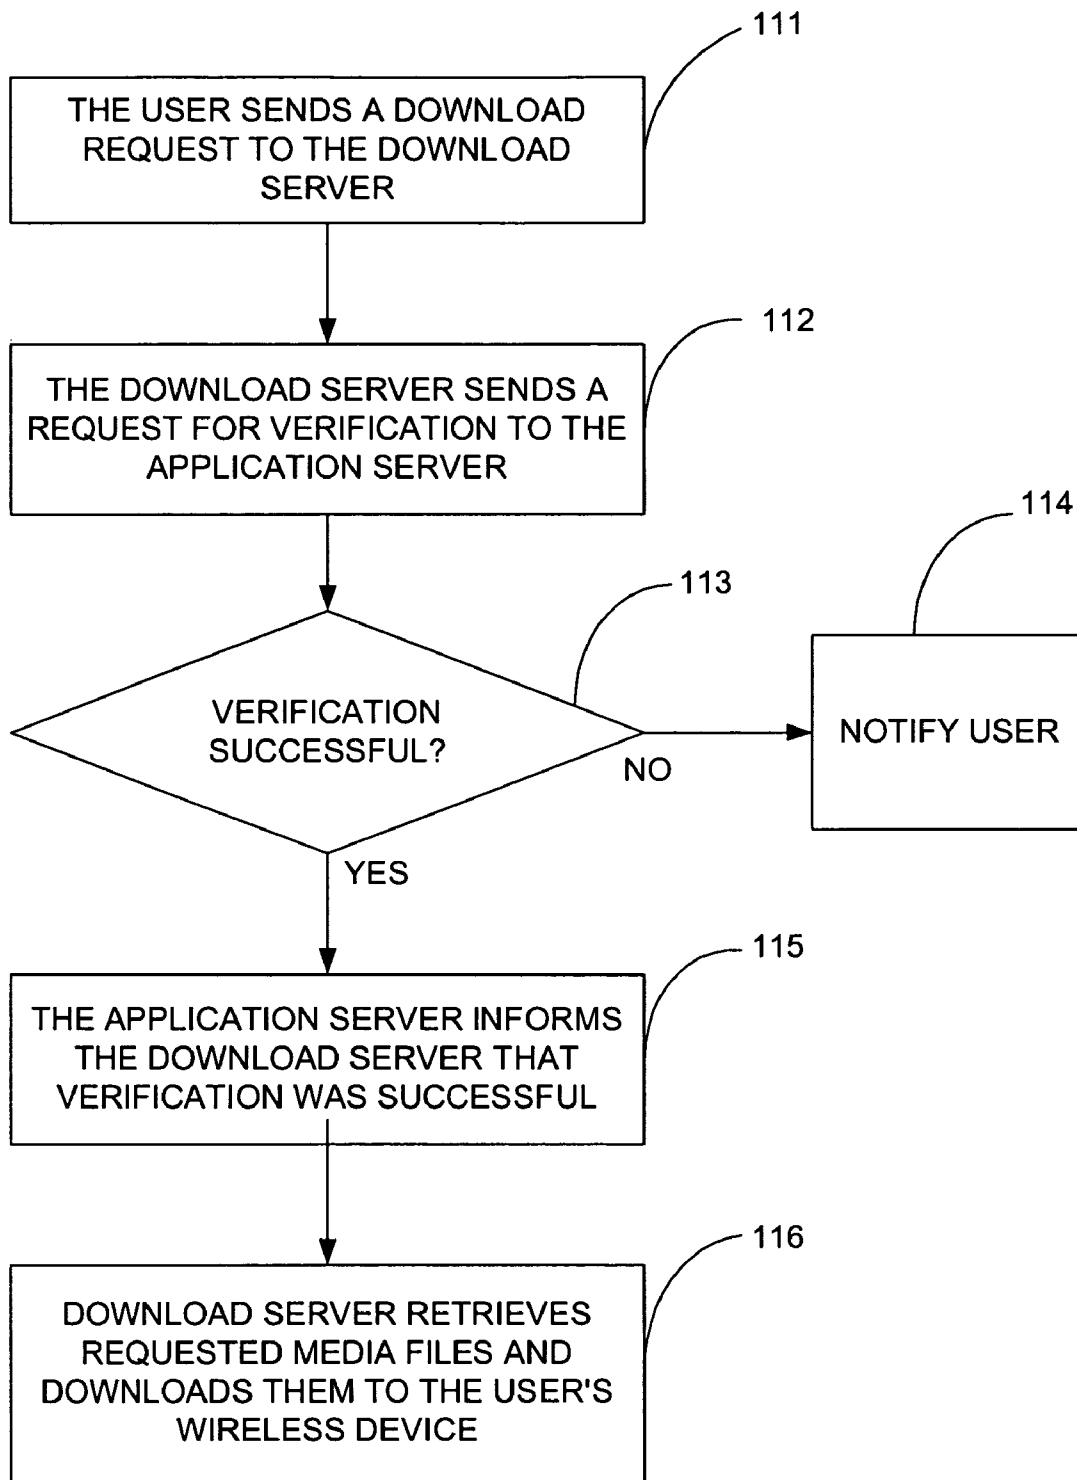 111
THE USER SENDS A DOWNLOAD
REQUEST TO THE DOWNLOAD
SERVER
112
THE DOWNLOAD SERVER SENDS A
REQUEST FOR VERIFICATION TO THE
APPLICATION SERVER
114
113
VERIFICATION
SUCCESSFUL?
NOTIFY USER
NO
YES
115
THE APPLICATION SERVER INFORMS
THE DOWNLOAD SERVER THAT
VERIFICATION WAS SUCCESSFUL
116
DOWNLOAD SERVER RETRIEVES
REQUESTED MEDIA FILES AND
DOWNLOADS THEM TO THE USER'S
WIRELESS DEVICE